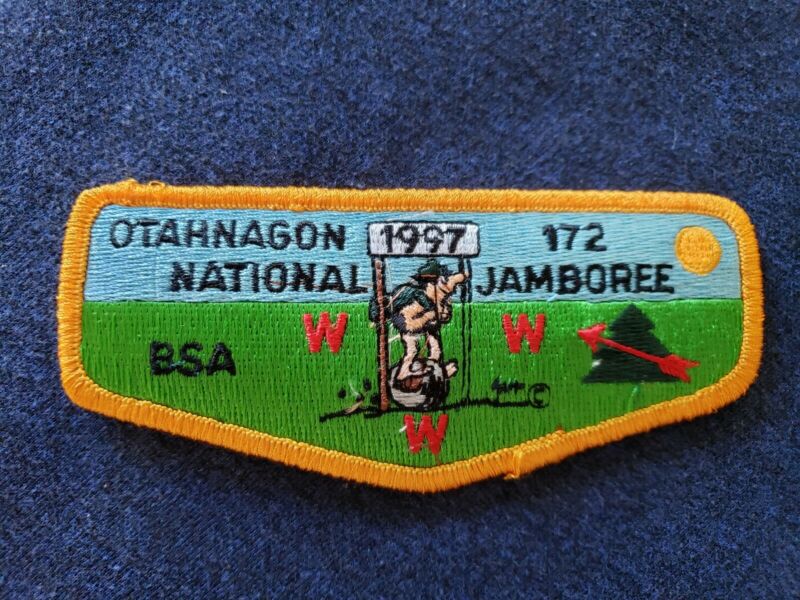 OTAHNAGON 1997 172
NATIONAL JAMBOREE
W W
BSA
W
©